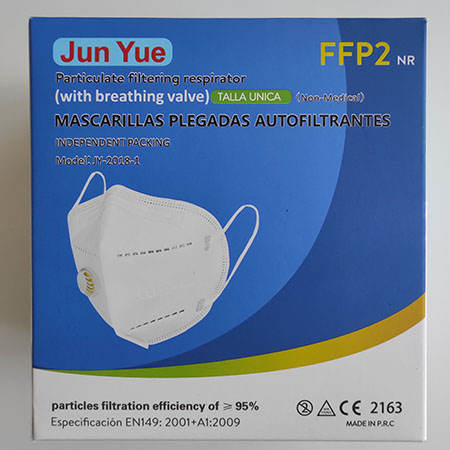 Jun Yue
FFP2 NR
Particulate filtering respirator
(with breathing valve) TALLA UNICA (Non-Medical)
MASCARILLAS PLEGADAS AUTOFILTRANTES
INDEPENDENT PACKING
Model: JY-2018-1
particles filtration efficiency of ≥ 95%
Especificación EN149: 2001+A1:2009
CE 2163
MADE IN P.R.C